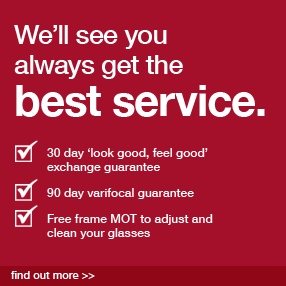 We'll see you
always get the
best service.
30 day ‘look good, feel good’
exchange guarantee
90 day varifocal guarantee
Free frame MOT to adjust and
clean your glasses
find out more >>